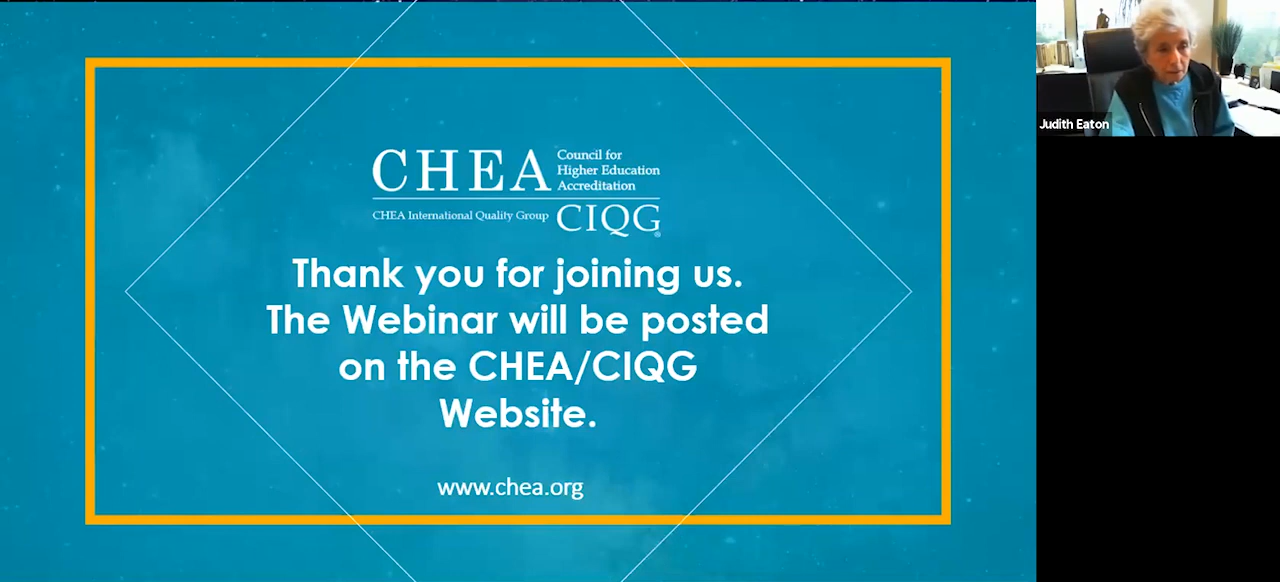 CHEA
Council for
Higher Education
Accreditation
CHEA International Quality Group
CIQG®
Thank you for joining us.
The Webinar will be posted
on the CHEA/CIQG
Website.
www.chea.org
Judith Eaton